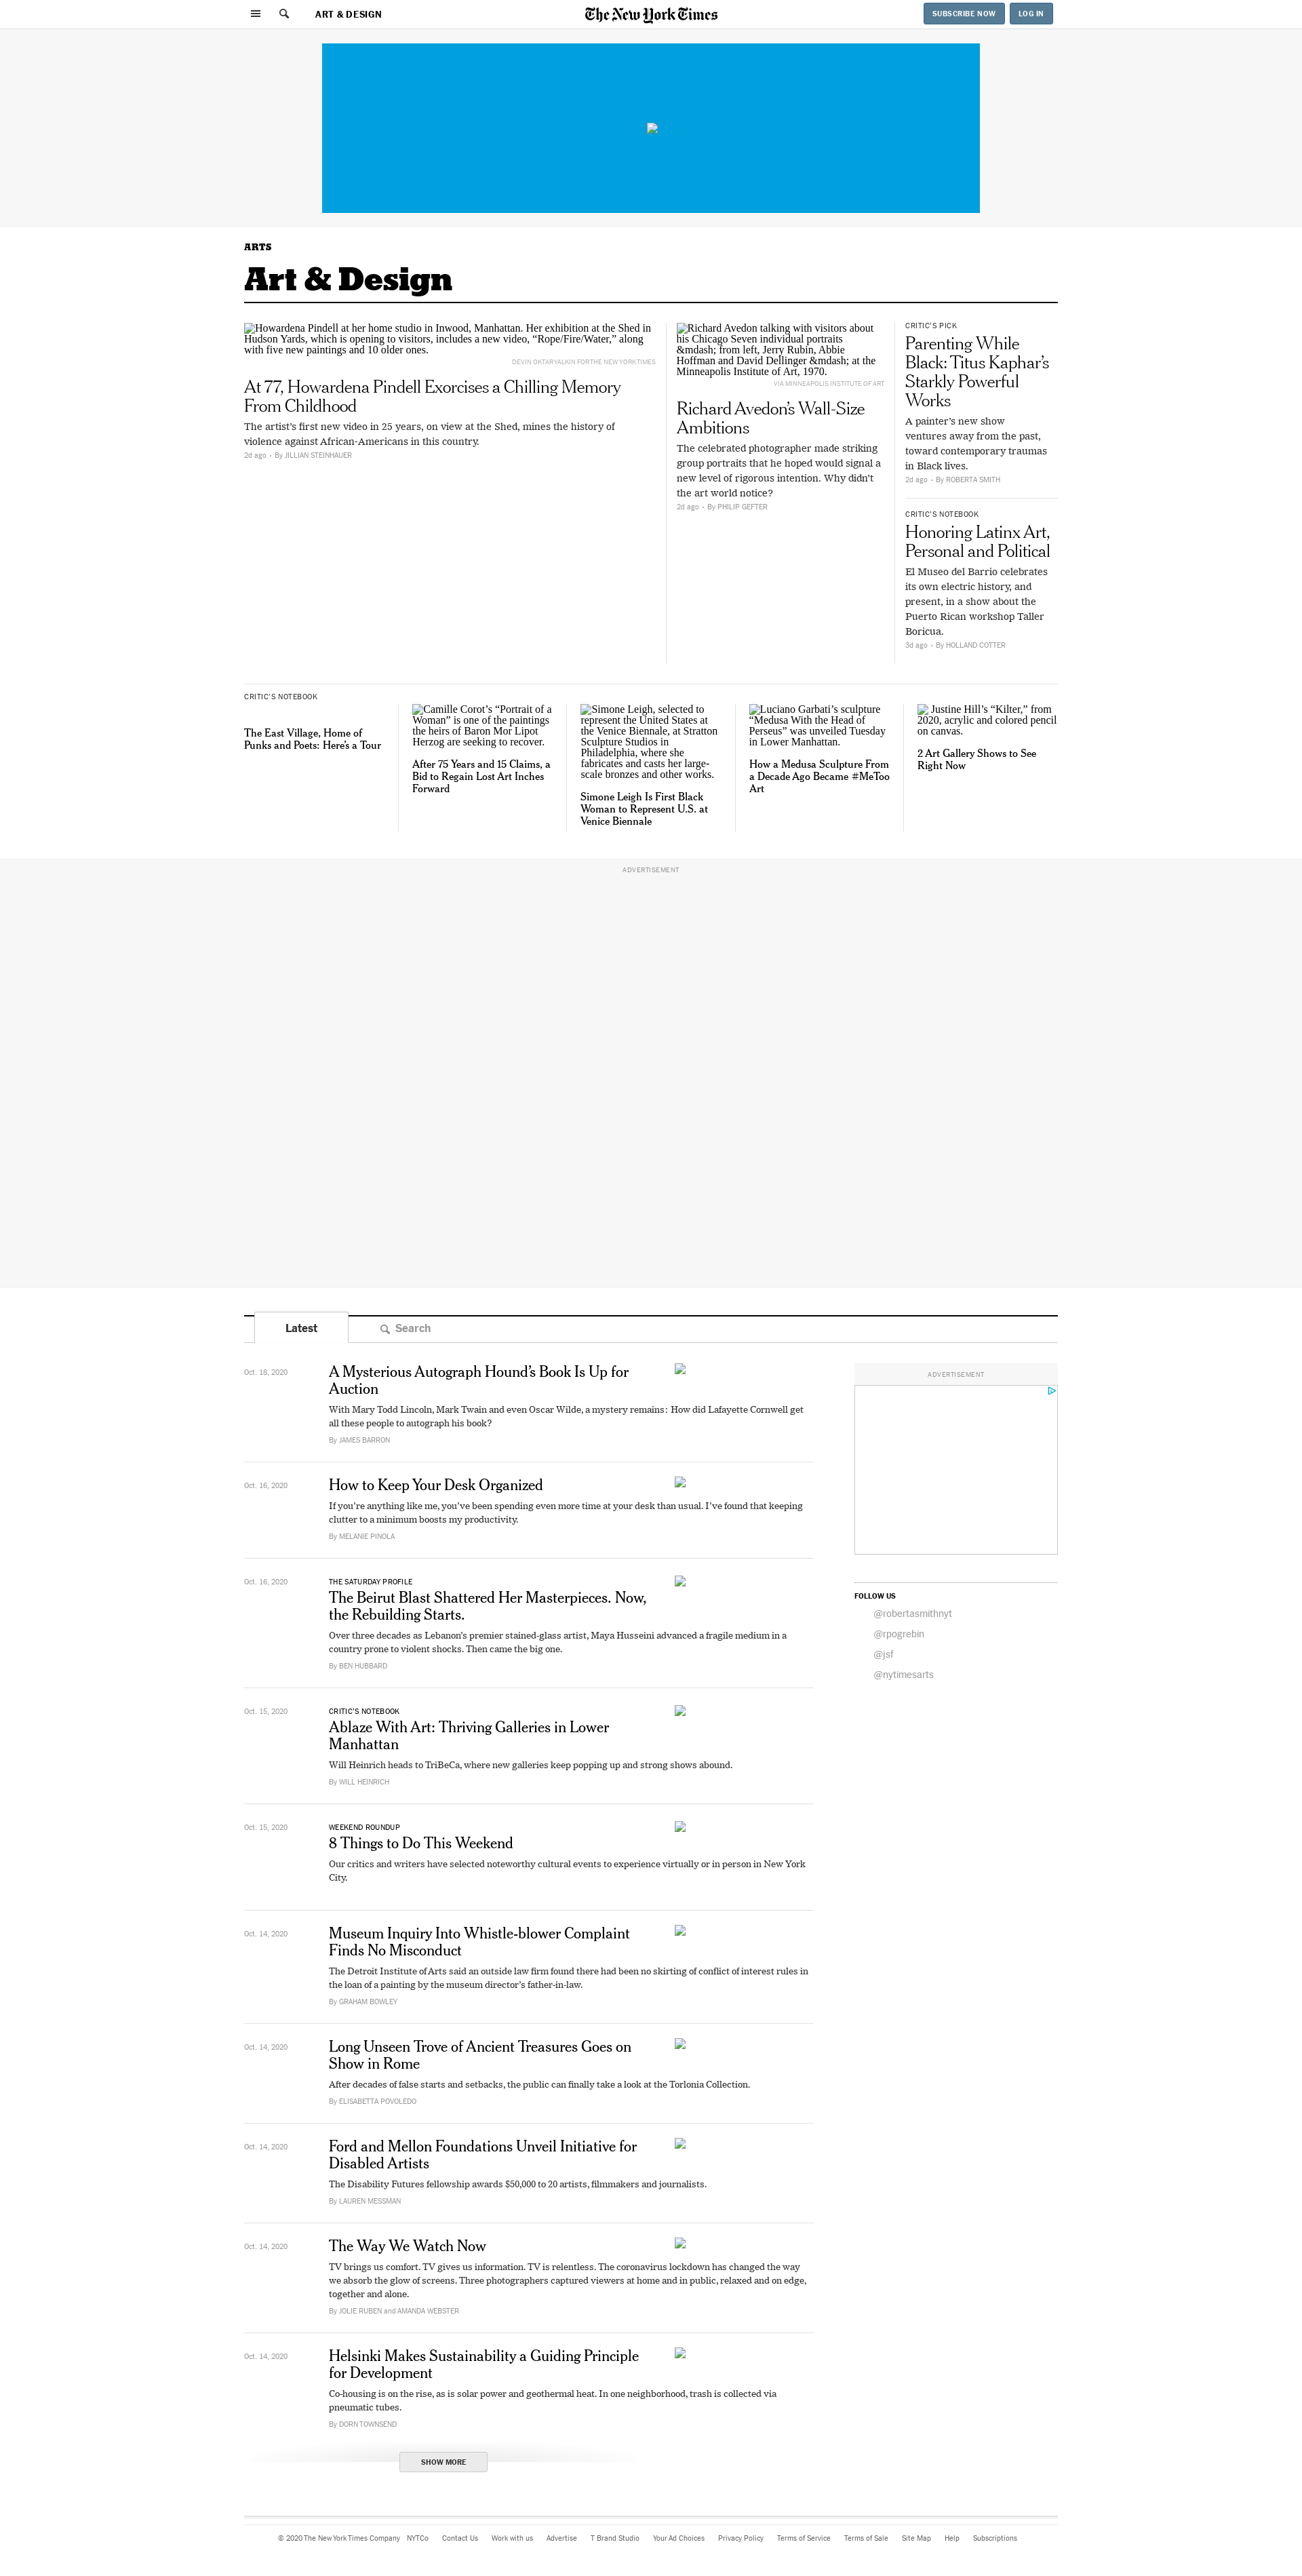 ART & DESIGN
The New York Times
SUBSCRIBE NOW
LOG IN
ARTS
Art & Design
Howardena Pindell at her home studio in Inwood, Manhattan. Her exhibition at the Shed in
Hudson Yards, which is opening to visitors, includes a new video, “Rope/Fire/Water,” along
with five new paintings and 10 older ones.
DEVIN OKTAR YALKIN FOR THE NEW YORK TIMES
At 77, Howardena Pindell Exorcises a Chilling Memory
From Childhood
The artist’s first new video in 25 years, on view at the Shed, mines the history of
violence against African-Americans in this country.
2d ago • By JILLIAN STEINHAUER
Richard Avedon talking with visitors about
his Chicago Seven individual portraits
&mdash; from left, Jerry Rubin, Abbie
Hoffman and David Dellinger &mdash; at the
Minneapolis Institute of Art, 1970.
VIA MINNEAPOLIS INSTITUTE OF ART
Richard Avedon’s Wall-Size
Ambitions
The celebrated photographer made striking
group portraits that he hoped would signal a
new level of rigorous intention. Why didn’t
the art world notice?
2d ago • By PHILIP GEFTER
CRITIC’S PICK
Parenting While
Black: Titus Kaphar’s
Starkly Powerful
Works
A painter’s new show
ventures away from the past,
toward contemporary traumas
in Black lives.
2d ago • By ROBERTA SMITH
CRITIC’S NOTEBOOK
Honoring Latinx Art,
Personal and Political
El Museo del Barrio celebrates
its own electric history, and
present, in a show about the
Puerto Rican workshop Taller
Boricua.
3d ago • By HOLLAND COTTER
CRITIC’S NOTEBOOK
The East Village, Home of
Punks and Poets: Here’s a Tour
Camille Corot’s “Portrait of a
Woman” is one of the paintings
the heirs of Baron Mor Lipot
Herzog are seeking to recover.
After 75 Years and 15 Claims, a
Bid to Regain Lost Art Inches
Forward
Simone Leigh, selected to
represent the United States at
the Venice Biennale, at Stratton
Sculpture Studios in
Philadelphia, where she
fabricates and casts her large-
scale bronzes and other works.
Simone Leigh Is First Black
Woman to Represent U.S. at
Venice Biennale
Luciano Garbati’s sculpture
“Medusa With the Head of
Perseus” was unveiled Tuesday
in Lower Manhattan.
How a Medusa Sculpture From
a Decade Ago Became #MeToo
Art
Justine Hill’s “Kilter,” from
2020, acrylic and colored pencil
on canvas.
2 Art Gallery Shows to See
Right Now
ADVERTISEMENT
Latest
Search
Oct. 18, 2020
A Mysterious Autograph Hound’s Book Is Up for
Auction
With Mary Todd Lincoln, Mark Twain and even Oscar Wilde, a mystery remains: How did Lafayette Cornwell get
all these people to autograph his book?
By JAMES BARRON
Oct. 16, 2020
How to Keep Your Desk Organized
If you’re anything like me, you’ve been spending even more time at your desk than usual. I’ve found that keeping
clutter to a minimum boosts my productivity.
By MELANIE PINOLA
Oct. 16, 2020
THE SATURDAY PROFILE
The Beirut Blast Shattered Her Masterpieces. Now,
the Rebuilding Starts.
Over three decades as Lebanon’s premier stained-glass artist, Maya Husseini advanced a fragile medium in a
country prone to violent shocks. Then came the big one.
By BEN HUBBARD
Oct. 15, 2020
CRITIC’S NOTEBOOK
Ablaze With Art: Thriving Galleries in Lower
Manhattan
Will Heinrich heads to TriBeCa, where new galleries keep popping up and strong shows abound.
By WILL HEINRICH
Oct. 15, 2020
WEEKEND ROUNDUP
8 Things to Do This Weekend
Our critics and writers have selected noteworthy cultural events to experience virtually or in person in New York
City.
Oct. 14, 2020
Museum Inquiry Into Whistle-blower Complaint
Finds No Misconduct
The Detroit Institute of Arts said an outside law firm found there had been no skirting of conflict of interest rules in
the loan of a painting by the museum director’s father-in-law.
By GRAHAM BOWLEY
Oct. 14, 2020
Long Unseen Trove of Ancient Treasures Goes on
Show in Rome
After decades of false starts and setbacks, the public can finally take a look at the Torlonia Collection.
By ELISABETTA POVOLEDO
Oct. 14, 2020
Ford and Mellon Foundations Unveil Initiative for
Disabled Artists
The Disability Futures fellowship awards $50,000 to 20 artists, filmmakers and journalists.
By LAUREN MESSMAN
Oct. 14, 2020
The Way We Watch Now
TV brings us comfort. TV gives us information. TV is relentless. The coronavirus lockdown has changed the way
we absorb the glow of screens. Three photographers captured viewers at home and in public, relaxed and on edge,
together and alone.
By JOLIE RUBEN and AMANDA WEBSTER
Oct. 14, 2020
Helsinki Makes Sustainability a Guiding Principle
for Development
Co-housing is on the rise, as is solar power and geothermal heat. In one neighborhood, trash is collected via
pneumatic tubes.
By DORN TOWNSEND
SHOW MORE
ADVERTISEMENT
FOLLOW US
@robertasmithnyt
@rpogrebin
@jsf
@nytimesarts
© 2020 The New York Times Company NYTCo Contact Us Work with us Advertise T Brand Studio Your Ad Choices Privacy Policy Terms of Service Terms of Sale Site Map Help Subscriptions